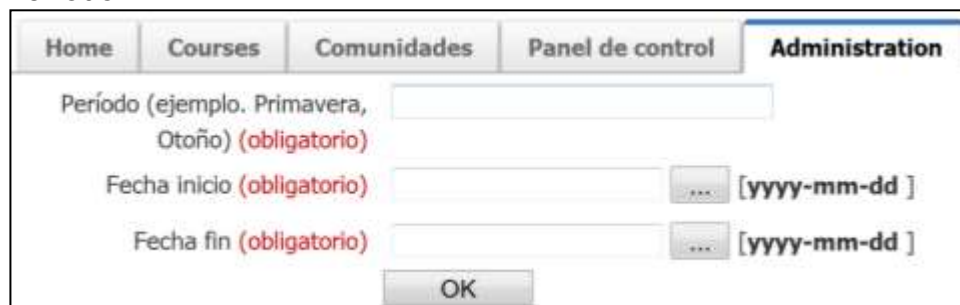 Home Courses Comunidades Panel de control Administration
Período (ejemplo. Primavera,
Otoño) (obligatorio)
Fecha inicio (obligatorio) ... [yyyy-mm-dd ]
Fecha fin (obligatorio) ... [yyyy-mm-dd ]
OK